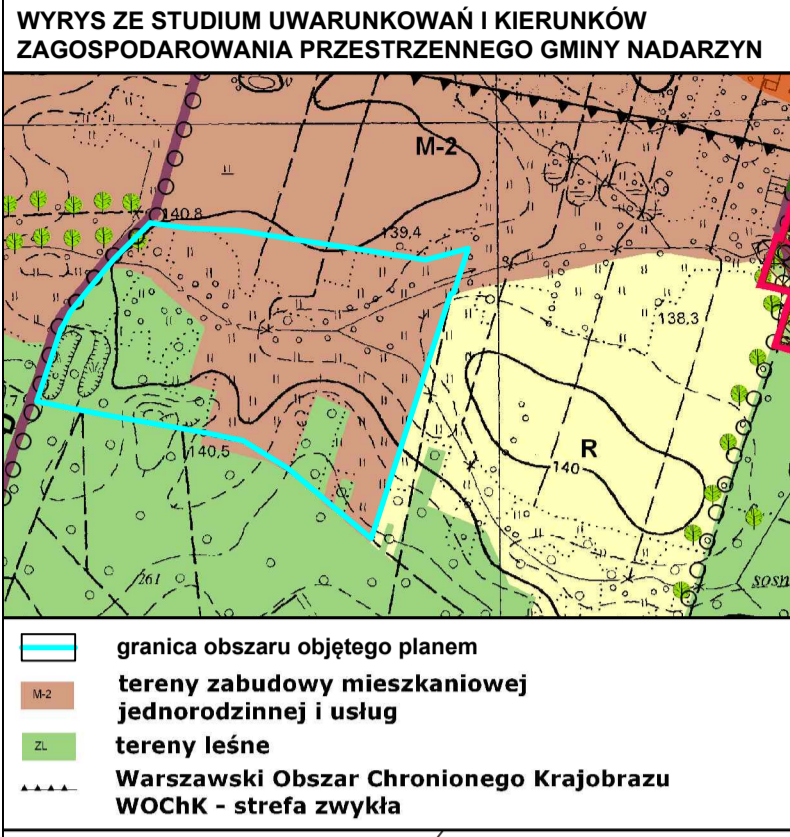 WYRYS ZE STUDIUM UWARUNKOWAŃ I KIERUNKÓW
ZAGOSPODAROWANIA PRZESTRZENNEGO GMINY NADARZYN
M-2
140,8
139,4
138,3
R
140
140,5
261
sosn
granica obszaru objętego planem
M-2
tereny zabudowy mieszkaniowej
jednorodzinnej i usług
ZL
tereny leśne
Warszawski Obszar Chronionego Krajobrazu
WOChK - strefa zwykła